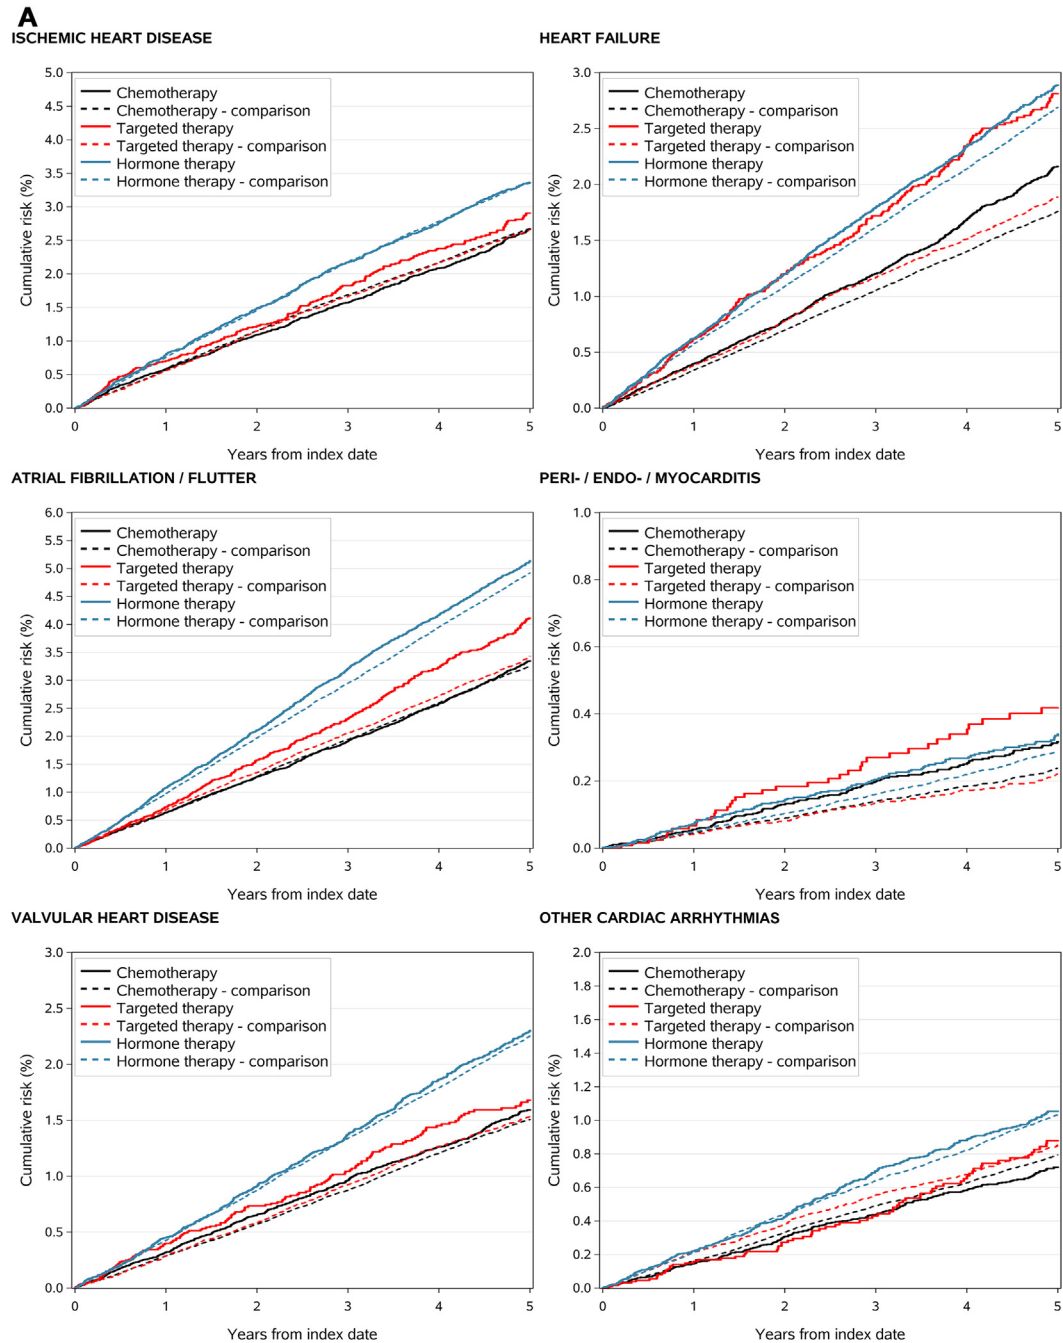 A
ISCHEMIC HEART DISEASE
Cumulative risk (%)
5.0
4.5
4.0
3.5
3.0
2.5
2.0
1.5
1.0
0.5
0.0
Chemotherapy
Chemotherapy - comparison
Targeted therapy
Targeted therapy - comparison
Hormone therapy
Hormone therapy - comparison
0 1 2 3 4 5
Years from index date
HEART FAILURE
Cumulative risk (%)
3.0
2.5
2.0
1.5
1.0
0.5
0.0
Chemotherapy
Chemotherapy - comparison
Targeted therapy
Targeted therapy - comparison
Hormone therapy
Hormone therapy - comparison
0 1 2 3 4 5
Years from index date
ATRIAL FIBRILLATION / FLUTTER
Cumulative risk (%)
6.0
5.5
5.0
4.5
4.0
3.5
3.0
2.5
2.0
1.5
1.0
0.5
0.0
Chemotherapy
Chemotherapy - comparison
Targeted therapy
Targeted therapy - comparison
Hormone therapy
Hormone therapy - comparison
0 1 2 3 4 5
Years from index date
PERI- / ENDO- / MYOCARDITIS
Cumulative risk (%)
1.0
0.8
0.6
0.4
0.2
0.0
Chemotherapy
Chemotherapy - comparison
Targeted therapy
Targeted therapy - comparison
Hormone therapy
Hormone therapy - comparison
0 1 2 3 4 5
Years from index date
VALVULAR HEART DISEASE
Cumulative risk (%)
3.0
2.5
2.0
1.5
1.0
0.5
0.0
Chemotherapy
Chemotherapy - comparison
Targeted therapy
Targeted therapy - comparison
Hormone therapy
Hormone therapy - comparison
0 1 2 3 4 5
Years from index date
OTHER CARDIAC ARRHYTHMIAS
Cumulative risk (%)
2.0
1.8
1.6
1.4
1.2
1.0
0.8
0.6
0.4
0.2
0.0
Chemotherapy
Chemotherapy - comparison
Targeted therapy
Targeted therapy - comparison
Hormone therapy
Hormone therapy - comparison
0 1 2 3 4 5
Years from index date